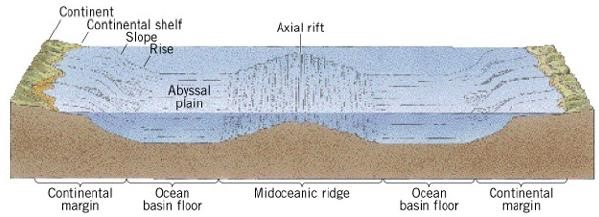 Continent
Continental shelf
Slope
Rise
Axial rift
Abyssal
plain
Continental
margin
Ocean
basin floor
Midoceanic ridge
Ocean
basin floor
Continental
margin